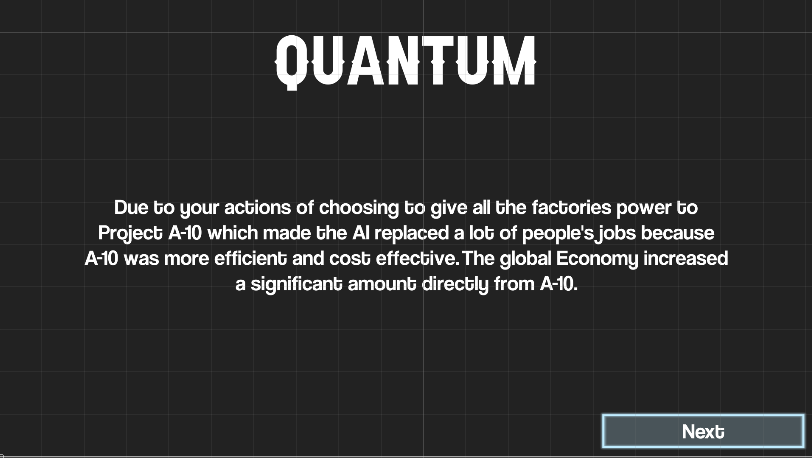 QUANTUM
Due to your actions of choosing to give all the factories power to
Project A-10 which made the AI replaced a lot of people's jobs because
A-10 was more efficient and cost effective. The global Economy increased
a significant amount directly from A-10.
Next